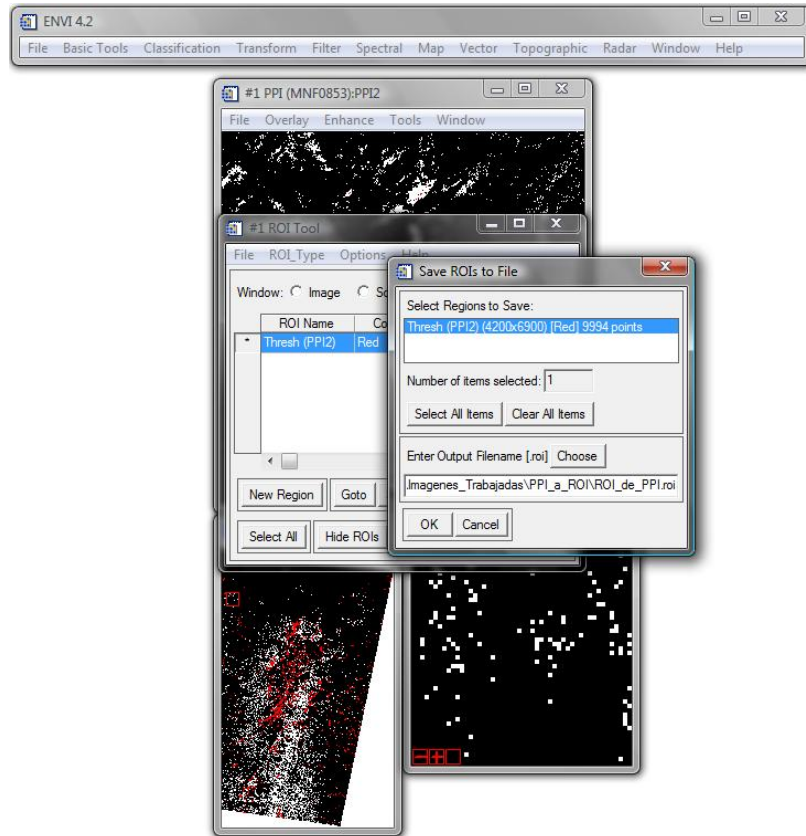 ENVI 4.2
File Basic Tools Classification Transform Filter Spectral Map Vector Topographic Radar Window Help
#1 PPI (MNF0853):PPI2
File Overlay Enhance Tools Window
#1 ROI Tool
File ROI_Type Options Help
Window: Image
ROI Name
* Thresh (PPI2) Red
New Region Goto
Select All Hide ROIs
Save ROIs to File
Select Regions to Save:
Thresh (PPI2) (4200x6900) [Red] 9994 points
Number of items selected: 1
Select All Items Clear All Items
Enter Output Filename [.roi] Choose
.Imagenes_Trabajadas\PPI_a_ROI\ROI_de_PPI.roi
OK Cancel